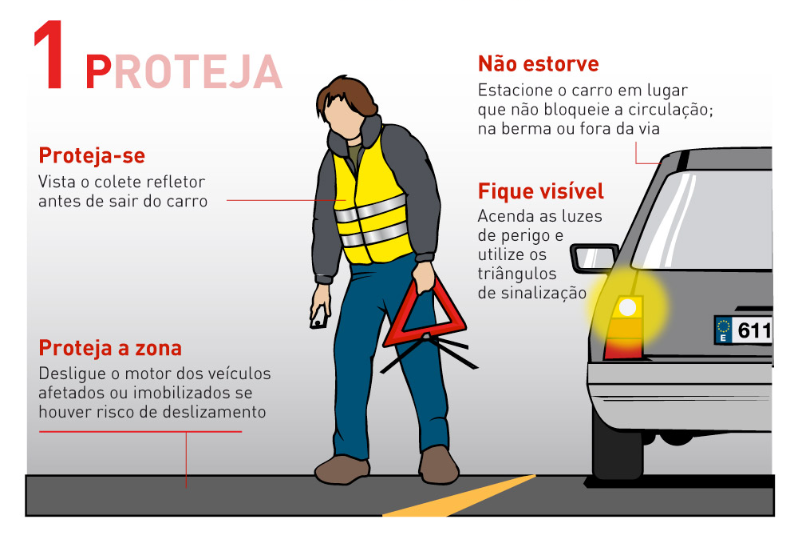 1 PROTEJA
Proteja-se
Vista o colete refletor
antes de sair do carro
Proteja a zona
Desligue o motor dos veículos
afetados ou imobilizados se
houver risco de deslizamento
Não estorve
Estacione o carro em lugar
que não bloqueie a circulação;
na berma ou fora da via
Fique visível
Acenda as luzes
de perigo e
utilize os
triângulos
de sinalização
E 611